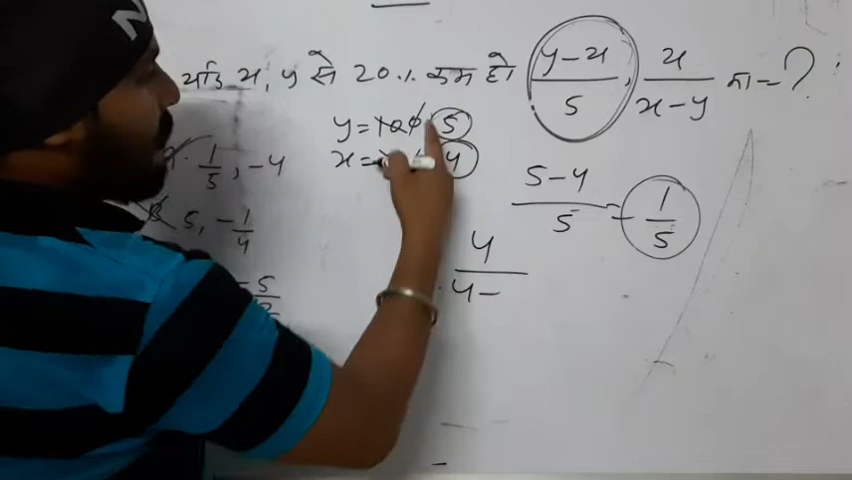 यदि x, y से 20% कम हो y-x/5, x/x-y का = ?
y = 100 5
x = 4
1/5, -4
5, -1/4
-5
5-4/5 = 1/5
4/4-